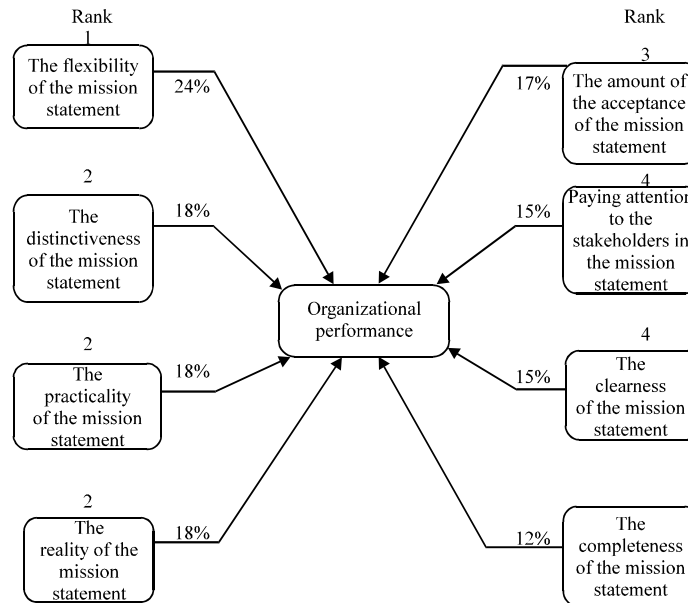 Rank
1
The flexibility
of the mission
statement
24%
2
The
distinctiveness
of the mission
statement
18%
2
The
practicality
of the mission
statement
18%
2
The
reality of the
mission
statement
18%
Organizational
performance
Rank
3
The amount of
the acceptance
of the mission
statement
17%
4
Paying attention
to the
stakeholders in
the mission
statement
15%
4
The
clearness
of the mission
statement
15%
The
completeness
of the mission
statement
12%